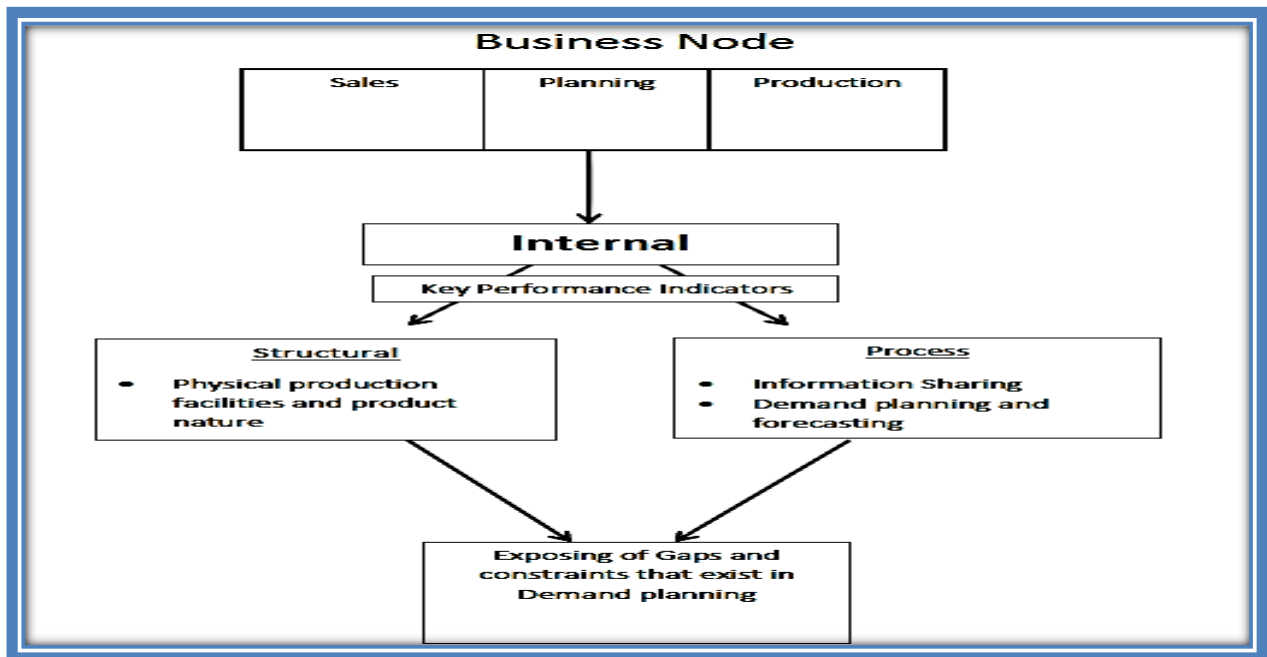 Business Node
Sales
Planning
Production
Internal
Key Performance Indicators
Structural
• Physical production
facilities and product
nature
Process
• Information Sharing
• Demand planning and
forecasting
Exposing of Gaps and
constraints that exist in
Demand planning